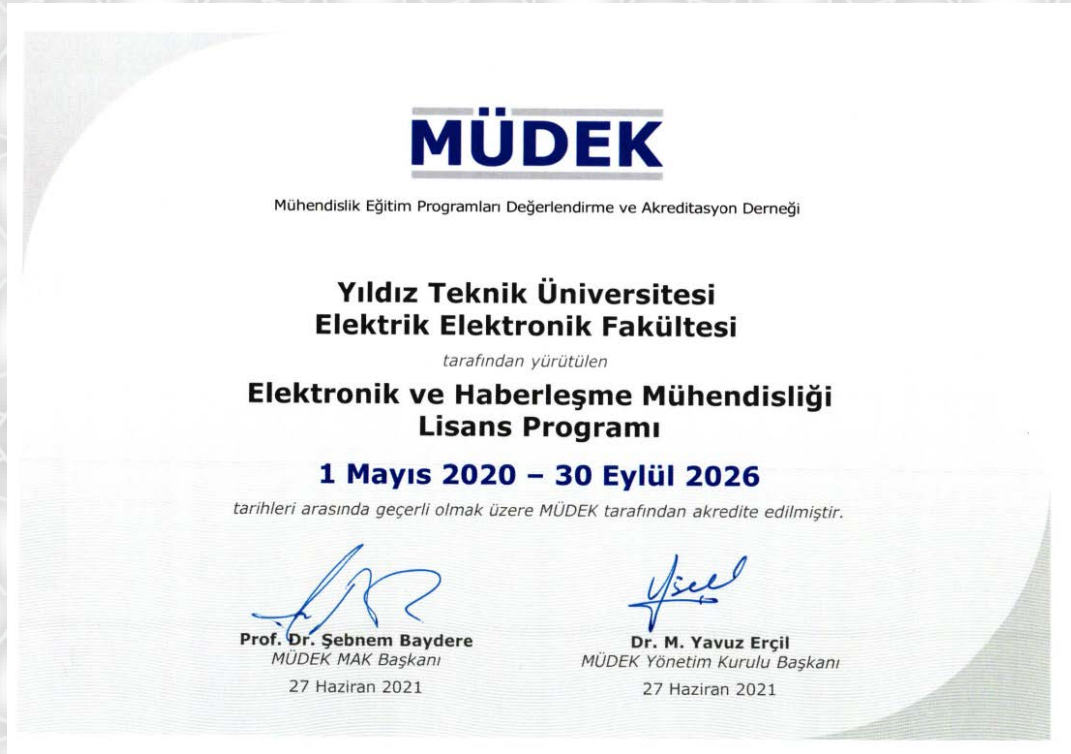 MÜDEK
Mühendislik Eğitim Programları Değerlendirme ve Akreditasyon Derneği
Yıldız Teknik Üniversitesi
Elektrik Elektronik Fakültesi
tarafından yürütülen
Elektronik ve Haberleşme Mühendisliği
Lisans Programı
1 Mayıs 2020 – 30 Eylül 2026
tarihleri arasında geçerli olmak üzere MÜDEK tarafından akredite edilmiştir.
Prof. Dr. Şebnem Baydere
MÜDEK MAK Başkanı
27 Haziran 2021
Dr. M. Yavuz Erçil
MÜDEK Yönetim Kurulu Başkanı
27 Haziran 2021